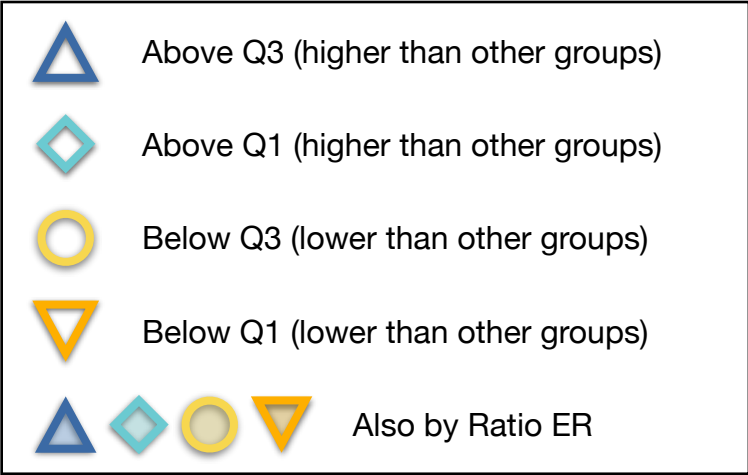 Above Q3 (higher than other groups)
Above Q1 (higher than other groups)
Below Q3 (lower than other groups)
Below Q1 (lower than other groups)
Also by Ratio ER